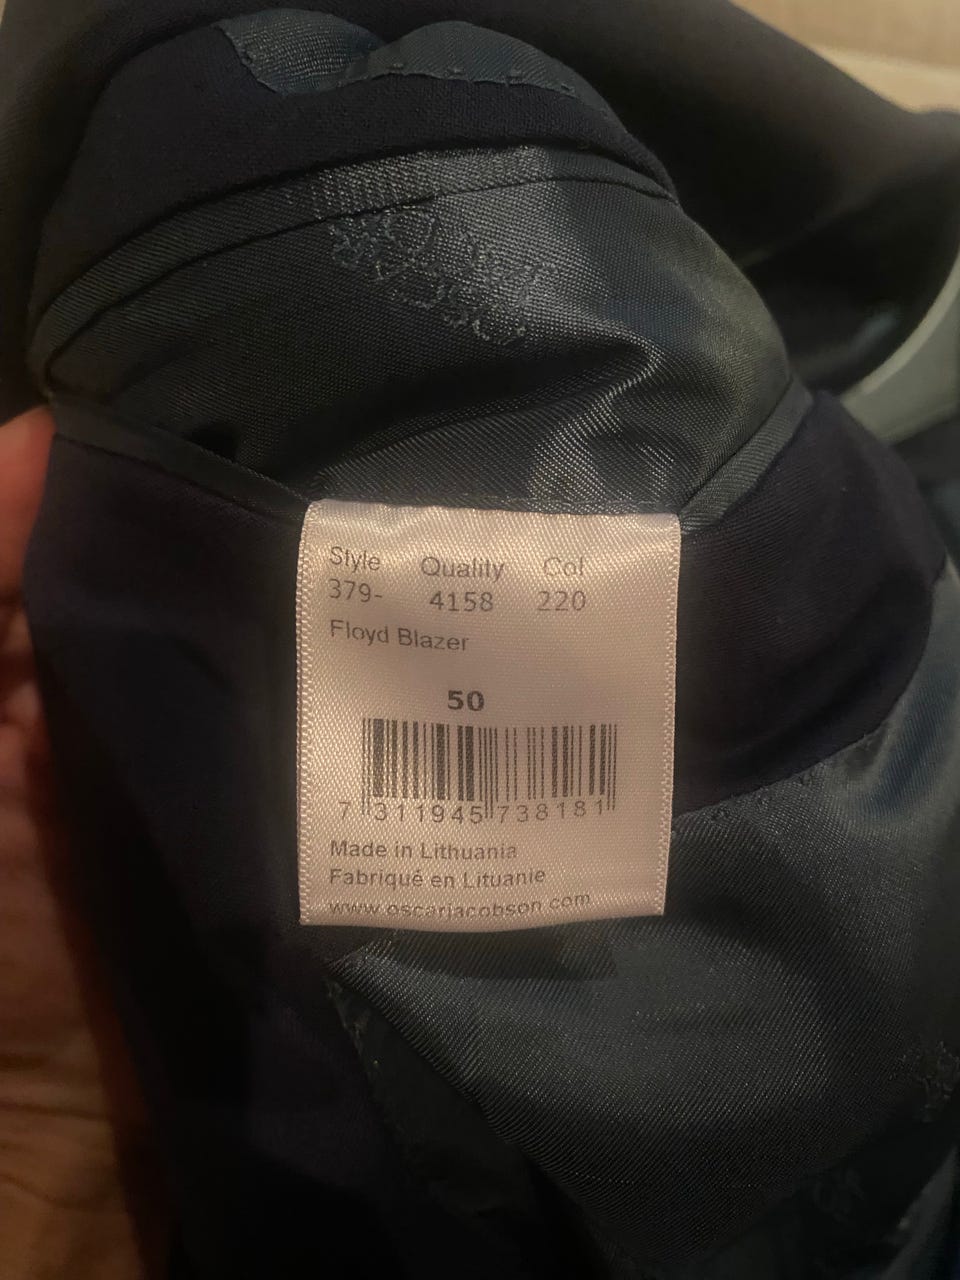 Style Quality Col
379- 4158 220
Floyd Blazer
50
7 311945 738181
Made in Lithuania
Fabriqué en Lituanie
www.oscarjacobson.com